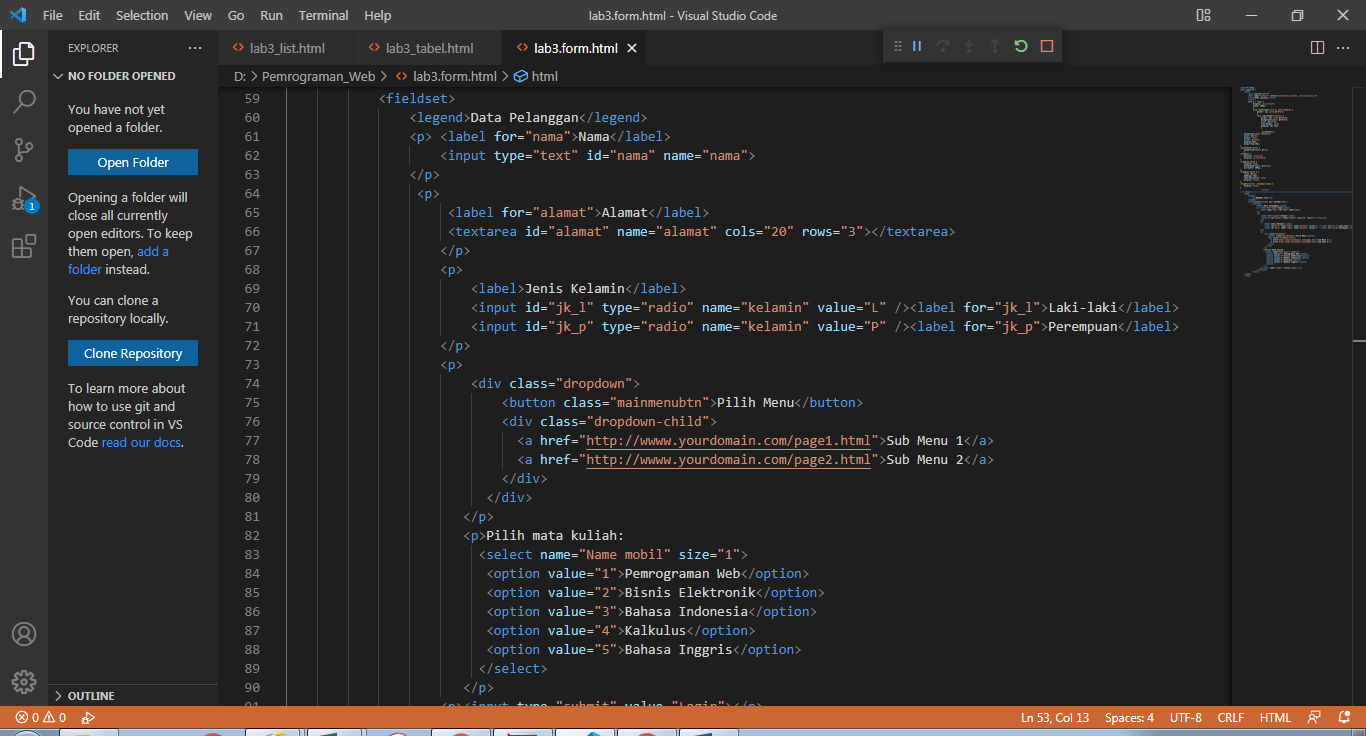 File Edit Selection View Go Run Terminal Help
lab3.form.html - Visual Studio Code
EXPLORER
NO FOLDER OPENED
You have not yet
opened a folder.
Open Folder
Opening a folder will
close all currently
open editors. To keep
them open, add a
folder instead.
You can clone a
repository locally.
Clone Repository
To learn more about
how to use git and
source control in VS
Code read our docs.
OUTLINE
1
lab3_list.html lab3_tabel.html lab3.form.html
D: > Pemrograman_Web > lab3.form.html > html
59 <fieldset>
60 <legend>Data Pelanggan</legend>
61 <p> <label for="nama">Nama</label>
62 <input type="text" id="nama" name="nama">
63 </p>
64 <p>
65 <label for="alamat">Alamat</label>
66 <textarea id="alamat" name="alamat" cols="20" rows="3"></textarea>
67 </p>
68 <p>
69 <label>Jenis Kelamin</label>
70 <input id="jk_l" type="radio" name="kelamin" value="L" /><label for="jk_l">Laki-laki</label>
71 <input id="jk_p" type="radio" name="kelamin" value="P" /><label for="jk_p">Perempuan</label>
72 </p>
73 <p>
74 <div class="dropdown">
75 <button class="mainmenubtn">Pilih Menu</button>
76 <div class="dropdown-child">
77 <a href="http://wwww.yourdomain.com/page1.html">Sub Menu 1</a>
78 <a href="http://wwww.yourdomain.com/page2.html">Sub Menu 2</a>
79 </div>
80 </div>
81 </p>
82 <p>Pilih mata kuliah:
83 <select name="Name mobil" size="1">
84 <option value="1">Pemrograman Web</option>
85 <option value="2">Bisnis Elektronik</option>
86 <option value="3">Bahasa Indonesia</option>
87 <option value="4">Kalkulus</option>
88 <option value="5">Bahasa Inggris</option>
89 </select>
90 </p>
91 <p><input type="submit" value="Login"></p>
0 0
Ln 53, Col 13 Spaces: 4 UTF-8 CRLF HTML